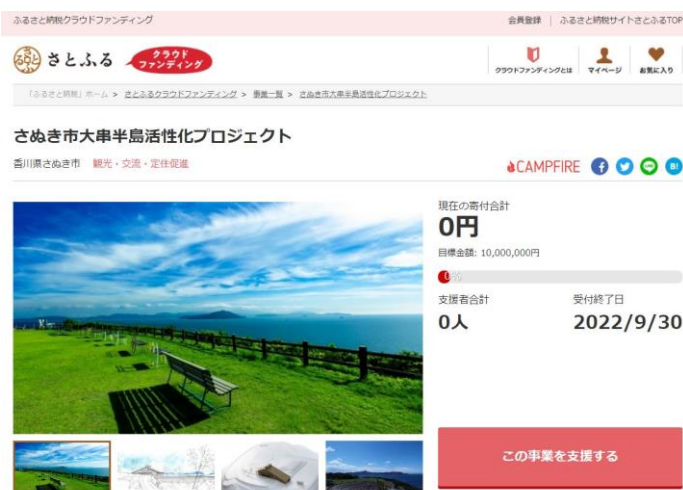 ふるさと納税クラウドファンディング
会員登録 | ふるさと納税サイトさとふるTOP
さとふる
クラウド
ファンディング
クラウドファンディングとは
マイページ
お気に入り
「ふるさと納税」ホーム > さとふるクラウドファンディング > 事業一覧 > さぬき市大串半島活性化プロジェクト
さぬき市大串半島活性化プロジェクト
香川県さぬき市 観光・交流・定住促進
CAMPFIRE
現在の寄付合計
0円
目標金額: 10,000,000円
0%
支援者合計
受付終了日
0人
2022/9/30
この事業を支援する